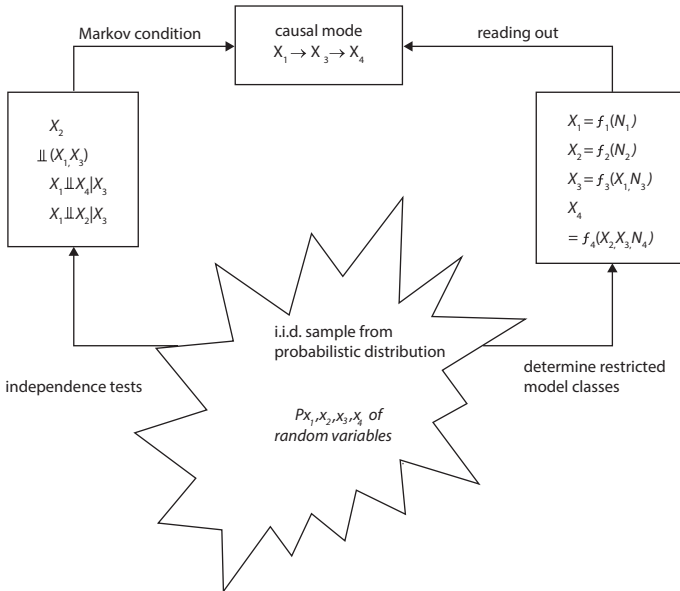 Markov condition
causal mode
X₁ → X₃ → X₄
reading out
X₂
⫫ (X₁,X₃)
X₁⫫X₄|X₃
X₁⫫X₂|X₃
X₁ = f₁(N₁)
X₂ = f₂(N₂)
X₃ = f₃(X₁,N₃)
X₄
= f₄(X₂,X₃,N₄)
i.i.d. sample from
probabilistic distribution
independence tests
determine restricted
model classes
Px₁,x₂,x₃,x₄ of
random variables